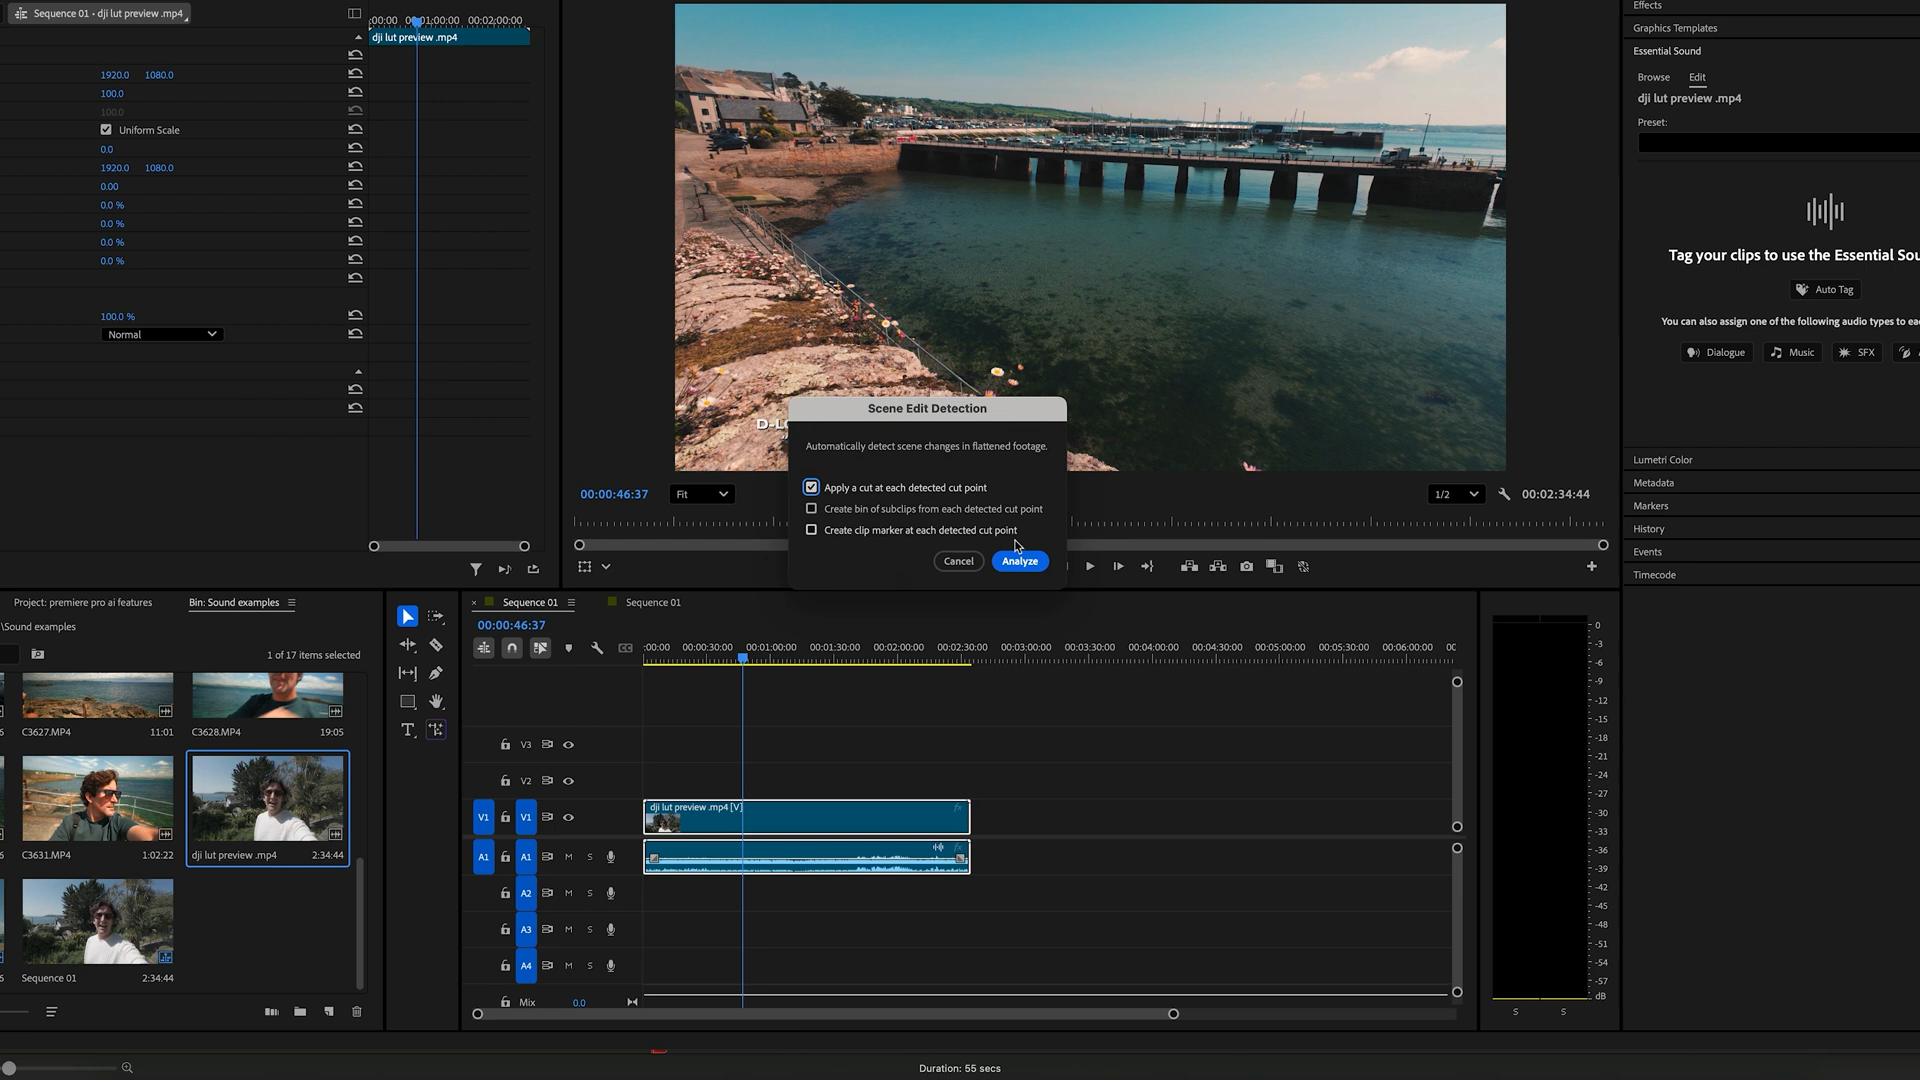 Sequence 01 • dji lut preview .mp4
:00:00 00:01:00:00 00:02:00:00
dji lut preview .mp4
1920.0 1080.0
100.0
100.0
Uniform Scale
0.0
1920.0 1080.0
0.00
0.0 %
0.0 %
0.0 %
0.0 %
100.0 %
Normal
D-L
Scene Edit Detection
Automatically detect scene changes in flattened footage.
Apply a cut at each detected cut point
Create bin of subclips from each detected cut point
Create clip marker at each detected cut point
Cancel Analyze
00:00:46:37 Fit 1/2 00:02:34:44
Effects
Graphics Templates
Essential Sound
Browse Edit
dji lut preview .mp4
Preset:
Tag your clips to use the Essential Sou
Auto Tag
You can also assign one of the following audio types to ea
Dialogue Music SFX A
Lumetri Color
Metadata
Markers
History
Events
Timecode
Project: premiere pro ai features Bin: Sound examples
\Sound examples
1 of 17 items selected
C3627.MP4 11:01 C3628.MP4 19:05
C3631.MP4 1:02:22 dji lut preview .mp4 2:34:44
Sequence 01 2:34:44
× Sequence 01 Sequence 01
00:00:46:37
:00:00 00:00:30:00 00:01:00:00 00:01:30:00 00:02:00:00 00:02:30:00 00:03:00:00 00:03:30:00 00:04:00:00 00:04:30:00 00:05:00:00 00:05:30:00 00:06:00:00 00
CC
T
V3
V2
V1 V1 dji lut preview .mp4 [V] fx
A1 A1 M S fx
A2 M S
A3 M S
A4 M S
Mix 0.0
0
-3
-6
-9
-12
-15
-18
-21
-24
-27
-30
-33
-36
-39
-42
-45
-48
-51
-54
-57
dB
S S
Duration: 55 secs